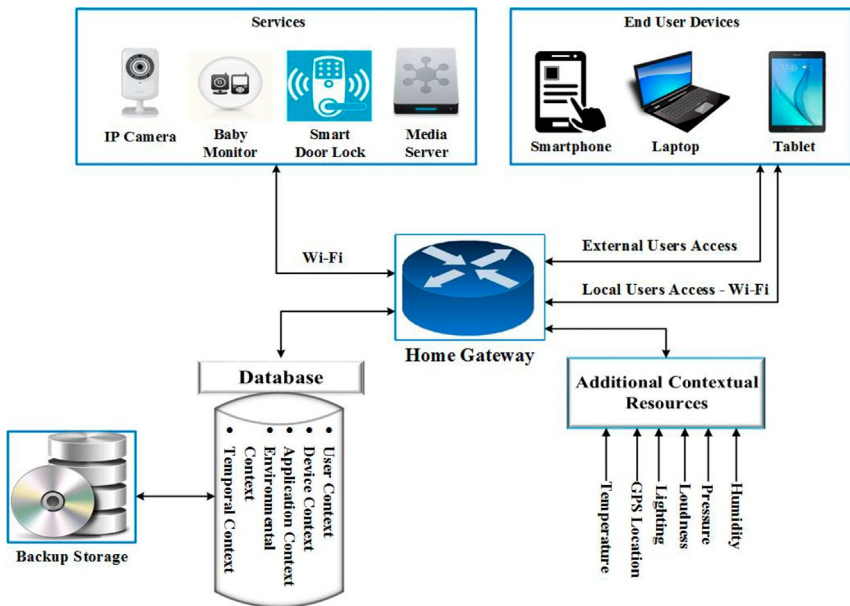 Services
IP Camera
Baby
Monitor
Smart
Door Lock
Media
Server
End User Devices
Smartphone
Laptop
Tablet
Wi-Fi
External Users Access
Local Users Access - Wi-Fi
Home Gateway
Database
• User Context
• Device Context
• Application Context
• Environmental
Context
• Temporal Context
Backup Storage
Additional Contextual
Resources
Temperature
GPS Location
Lighting
Loudness
Pressure
Humidity